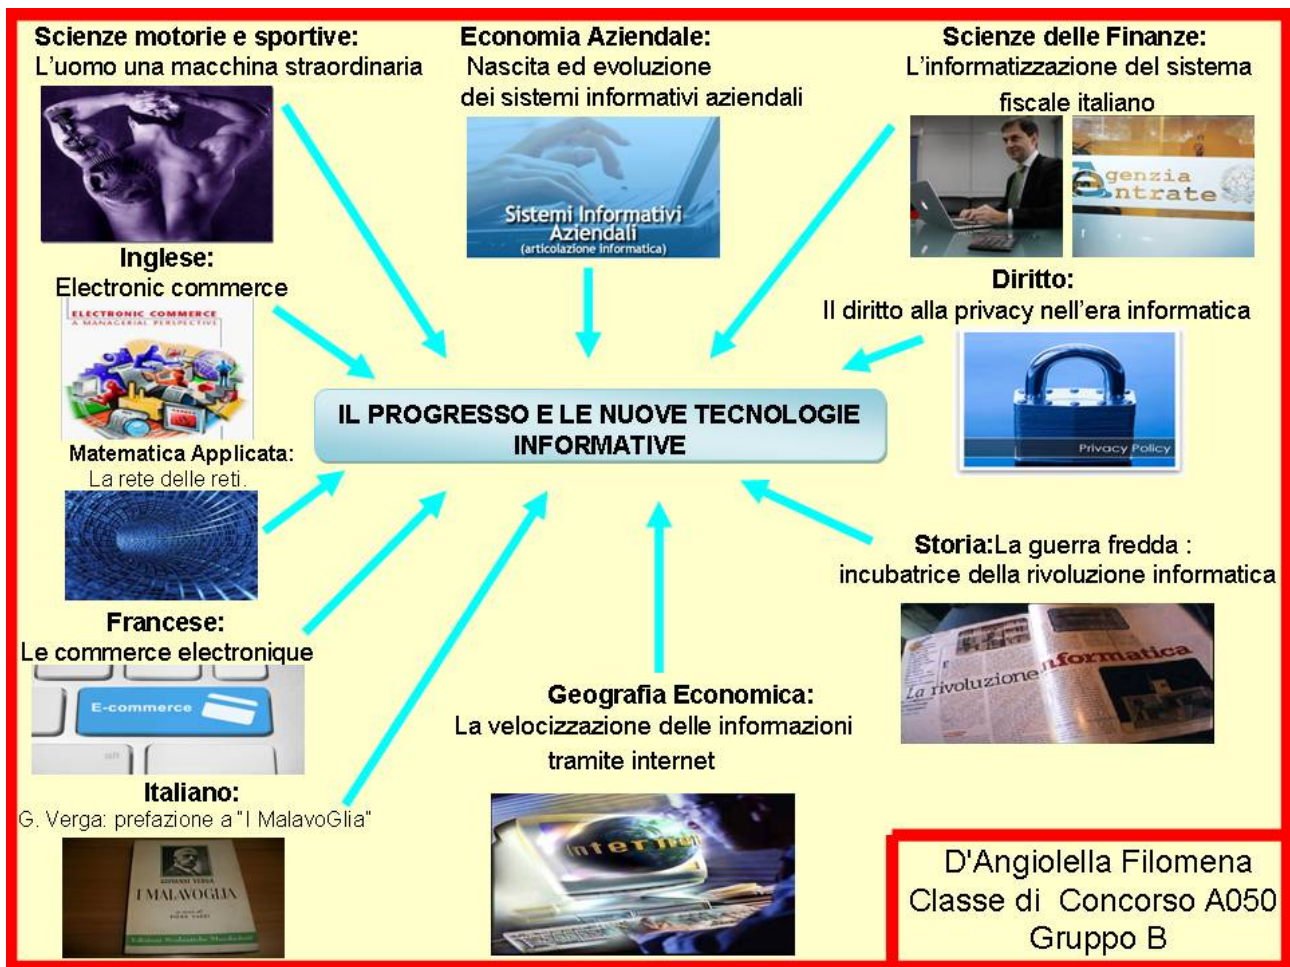 Scienze motorie e sportive:
L'uomo una macchina straordinaria
Economia Aziendale:
Nascita ed evoluzione
dei sistemi informativi aziendali
Sistemi Informativi
Aziendali
(articolazione informatica)
Scienze delle Finanze:
L'informatizzazione del sistema
fiscale italiano
genzia
ntrate
Inglese:
Electronic commerce
ELECTRONIC COMMERCE
A MANAGERIAL PERSPECTIVE
Diritto:
Il diritto alla privacy nell'era informatica
Privacy Policy
IL PROGRESSO E LE NUOVE TECNOLOGIE
INFORMATIVE
Matematica Applicata:
La rete delle reti.
Storia:La guerra fredda :
incubatrice della rivoluzione informatica
La rivoluzione informatica
Francese:
Le commerce electronique
E-commerce
Geografia Economica:
La velocizzazione delle informazioni
tramite internet
Internet
Italiano:
G. Verga: prefazione a "I MalavoGlia"
GIOVANNI VERGA
I MALAVOGLIA
D'Angiolella Filomena
Classe di Concorso A050
Gruppo B